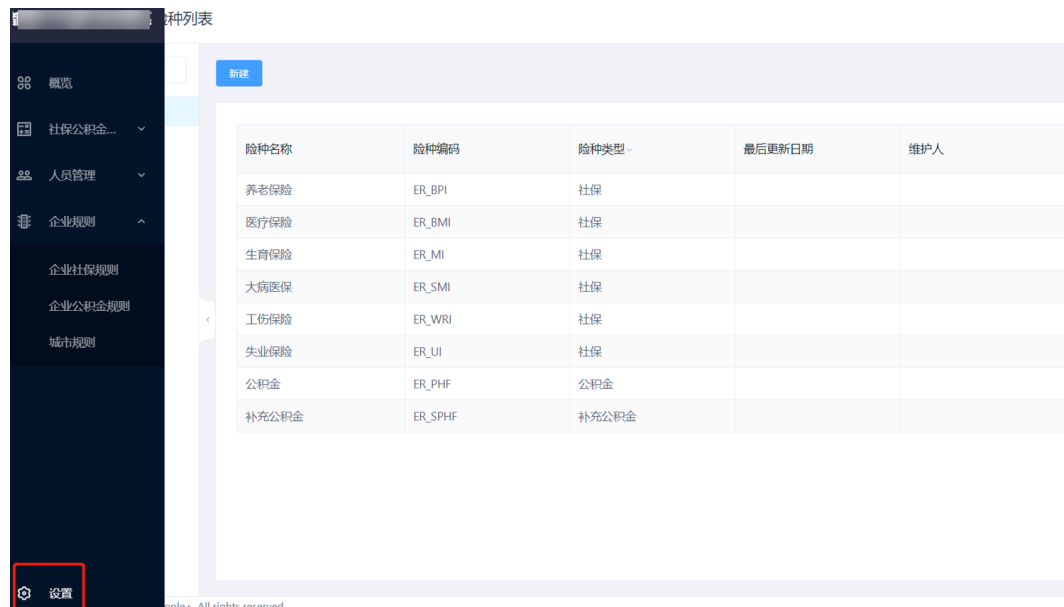 险种列表
概览
社保公积金...
人员管理
企业规则
企业社保规则
企业公积金规则
城市规则
设置
新建
险种名称 险种编码 险种类型 最后更新日期 维护人
养老保险 ER_BPI 社保
医疗保险 ER_BMI 社保
生育保险 ER_MI 社保
大病医保 ER_SMI 社保
工伤保险 ER_WRI 社保
失业保险 ER_UI 社保
公积金 ER_PHF 公积金
补充公积金 ER_SPHF 补充公积金
All rights reserved